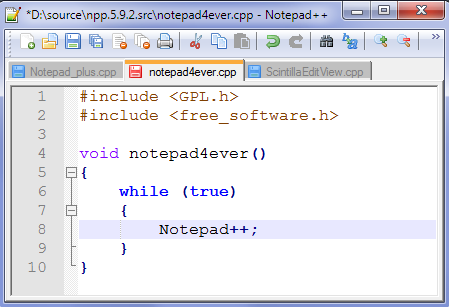 *D:\source\npp.5.9.2.src\notepad4ever.cpp - Notepad++
Notepad_plus.cpp notepad4ever.cpp ScintillaEditView.cpp
1 #include <GPL.h>
2 #include <free_software.h>
3
4 void notepad4ever()
5 {
6 while (true)
7 {
8 Notepad++;
9 }
10 }